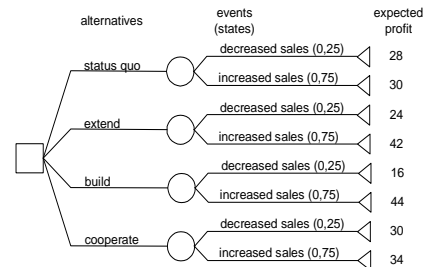 alternatives
events
(states)
expected
profit
status quo
decreased sales (0,25)
28
increased sales (0,75)
30
extend
decreased sales (0,25)
24
increased sales (0,75)
42
build
decreased sales (0,25)
16
increased sales (0,75)
44
cooperate
decreased sales (0,25)
30
increased sales (0,75)
34